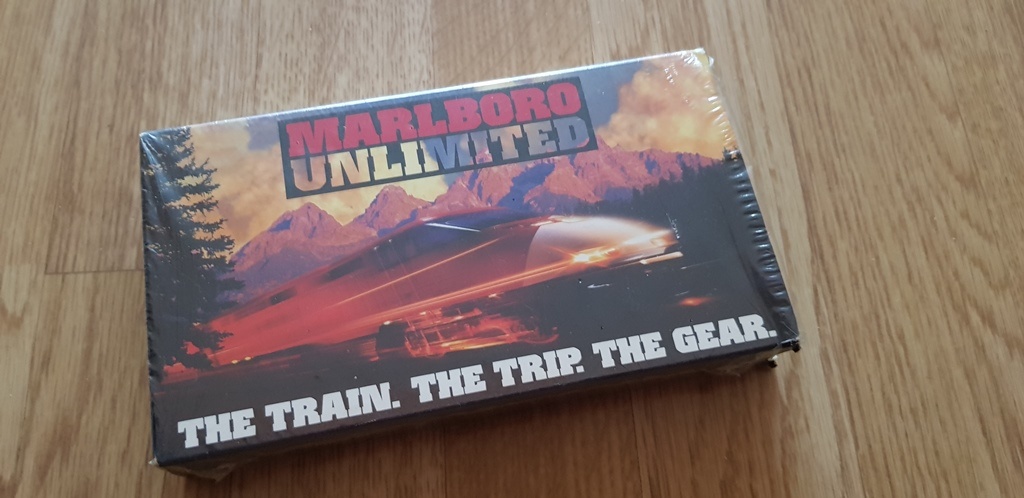 MARLBORO
UNLIMITED
THE TRAIN. THE TRIP. THE GEAR.